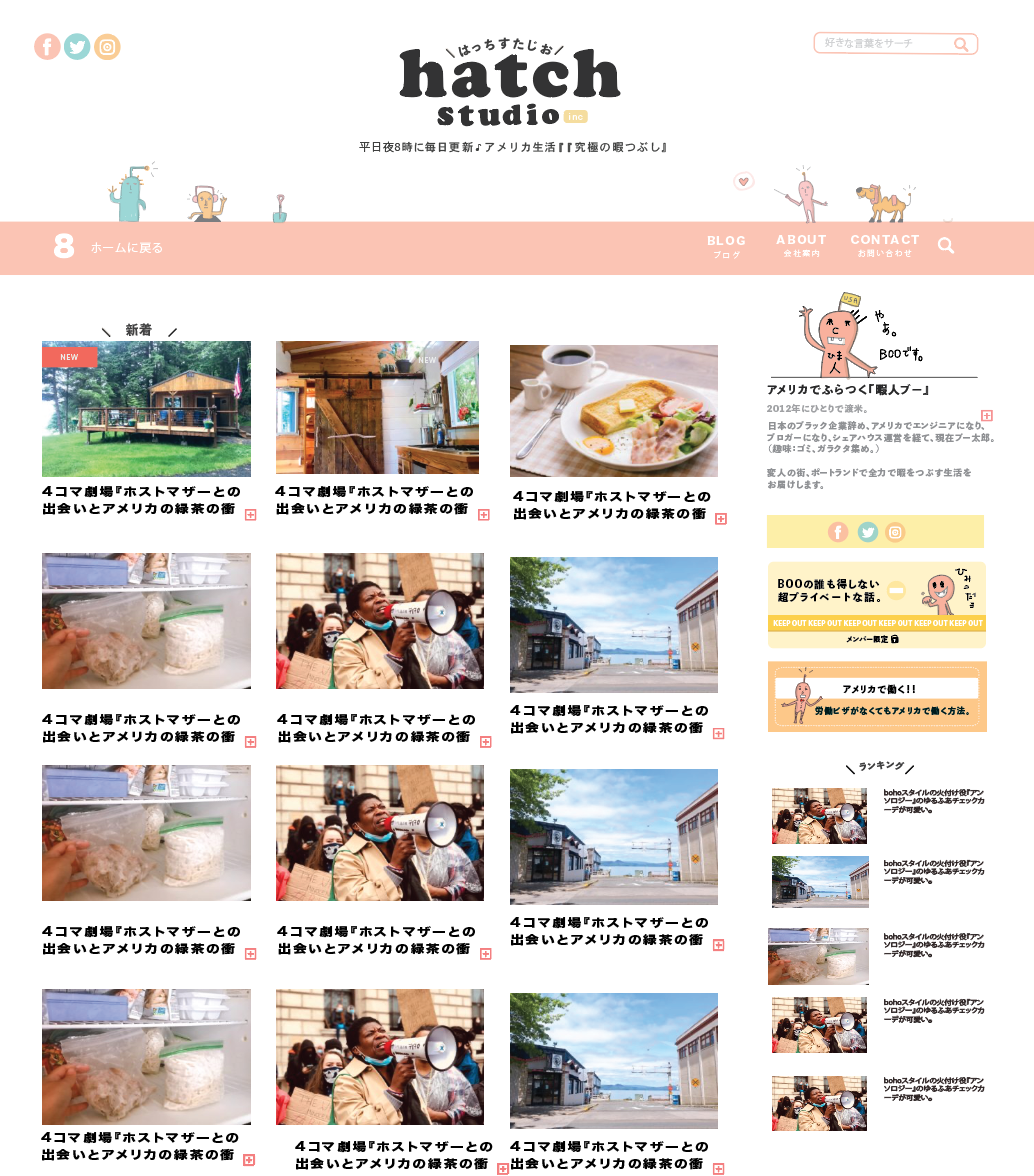 好きな言葉をサーチ
＼はっちすたじお／
hatch
studio inc
平日夜8時に毎日更新♪アメリカ生活『『究極の暇つぶし』
8 ホームに戻る
BLOG
ブログ
ABOUT
会社案内
CONTACT
お問い合わせ
＼ 新着 ／
NEW
4コマ劇場『ホストマザーとの
出会いとアメリカの緑茶の衝
NEW
4コマ劇場『ホストマザーとの
出会いとアメリカの緑茶の衝
4コマ劇場『ホストマザーとの
出会いとアメリカの緑茶の衝
4コマ劇場『ホストマザーとの
出会いとアメリカの緑茶の衝
4コマ劇場『ホストマザーとの
出会いとアメリカの緑茶の衝
4コマ劇場『ホストマザーとの
出会いとアメリカの緑茶の衝
4コマ劇場『ホストマザーとの
出会いとアメリカの緑茶の衝
4コマ劇場『ホストマザーとの
出会いとアメリカの緑茶の衝
4コマ劇場『ホストマザーとの
出会いとアメリカの緑茶の衝
4コマ劇場『ホストマザーとの
出会いとアメリカの緑茶の衝
4コマ劇場『ホストマザーとの
出会いとアメリカの緑茶の衝
4コマ劇場『ホストマザーとの
出会いとアメリカの緑茶の衝
USA
やあ。
BOOです。
ひま
人
アメリカでふらつく「暇人ブー』
2012年にひとりで渡米。
日本のブラック企業辞め、アメリカでエンジニアになり、
ブロガーになり、シェアハウス運営を経て、現在ブー太郎。
（趣味：ゴミ、ガラクタ集め。）
変人の街、ポートランドで全力で暇をつぶす生活を
お届けします。
BOOの誰も得しない
超プライベートな話。
KEEP OUT KEEP OUT KEEP OUT KEEP OUT KEEP OUT KEEP OUT
メンバー限定
アメリカで働く!!
労働ビザがなくてもアメリカで働く方法。
＼ ランキング ／
bohoスタイルの火付け役『アン
ソロジー』のゆるふあチェックカ
ーデが可愛い。
bohoスタイルの火付け役『アン
ソロジー』のゆるふあチェックカ
ーデが可愛い。
bohoスタイルの火付け役『アン
ソロジー』のゆるふあチェックカ
ーデが可愛い。
bohoスタイルの火付け役『アン
ソロジー』のゆるふあチェックカ
ーデが可愛い。
bohoスタイルの火付け役『アン
ソロジー』のゆるふあチェックカ
ーデが可愛い。